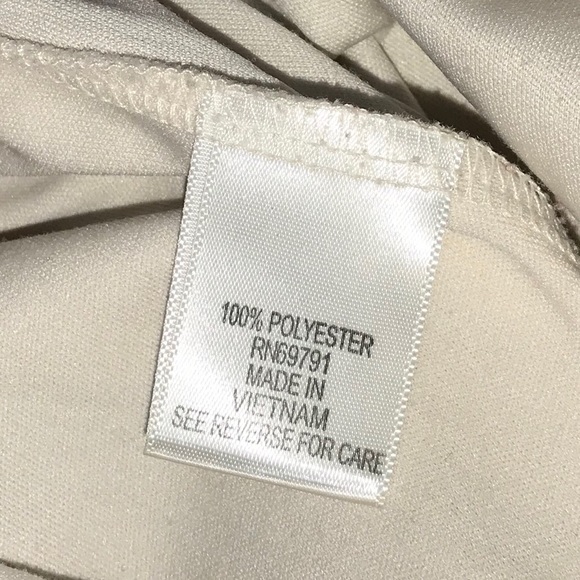 100% POLYESTER
RN69791
MADE IN
VIETNAM
SEE REVERSE FOR CARE